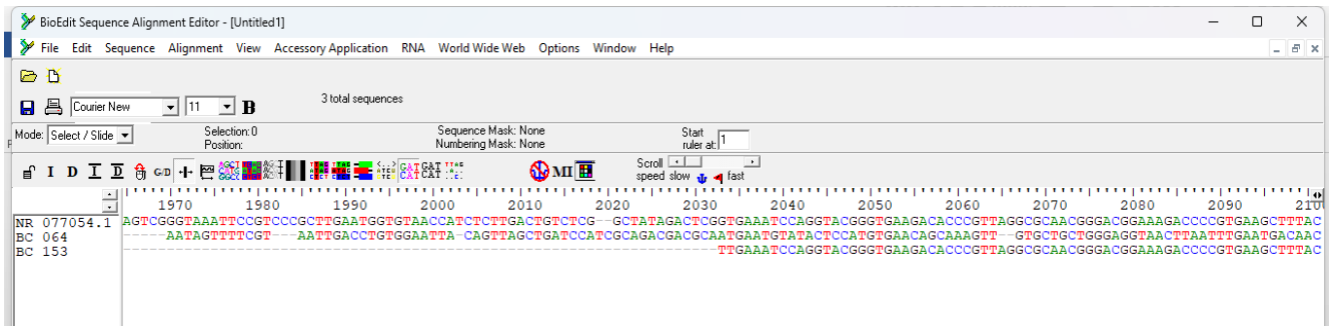 BioEdit Sequence Alignment Editor - [Untitled1]
File Edit Sequence Alignment View Accessory Application RNA World Wide Web Options Window Help
Courier New 11 B 3 total sequences
Mode: Select / Slide Selection: 0 Sequence Mask: None Start
Position: Numbering Mask: None ruler at: 1
I D I D G/D MI Scroll
speed slow fast
1970 1980 1990 2000 2010 2020 2030 2040 2050 2060 2070 2080 2090 210
NR 077054.1 AGTCGGGTAAATTCCGTCCCGCTTGAATGGTGTAACCATCTCTTGACTGTCTCG--GCTATAGACTCGGTGAAATCCAGGTACGGGTGAAGACACCCGTTAGGCGCAACGGGACGGAAAGACCCCGTGAAGCTTTAC
BC 064 -----AATAGTTTTCGT---AATTGACCTGTGGAATTA-CAGTTAGCTGATCCATCGCAGACGACGCAATGAATGTATACTCCATGTGAACAGCAAAGTT--GTGCTGCTGGGAGGTAACTTAATTTGAATGACAAC
BC 153 --------------------------------------------------------------------TTGAAATCCAGGTACGGGTGAAGACACCCGTTAGGCGCAACGGGACGGAAAGACCCCGTGAAGCTTTAC